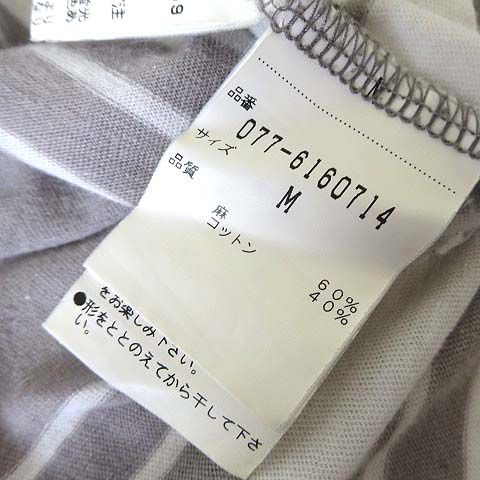 品番
077-6160714
サイズ
M
品質
麻 60%
コットン 40%
をお楽しみ下さい。
●形をととのえてから干して下さ
い。